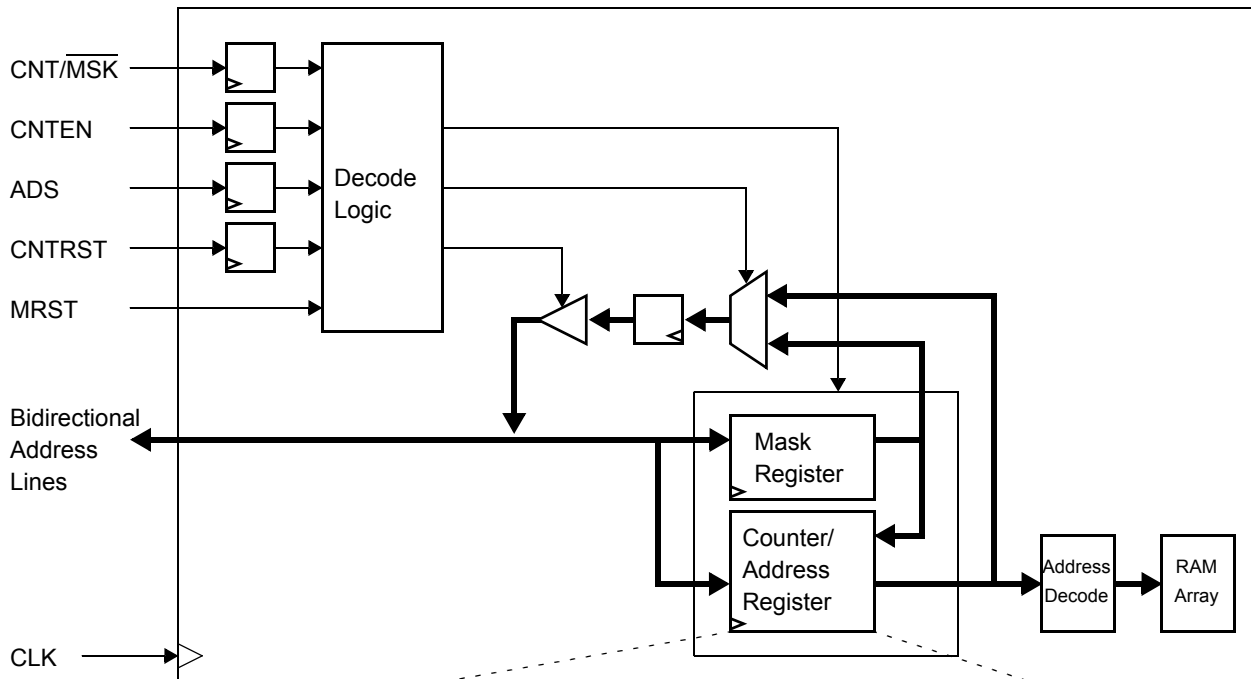 CNT/M̅S̅K̅
CNTEN
ADS
CNTRST
MRST
Decode
Logic
Bidirectional
Address
Lines
Mask
Register
Counter/
Address
Register
Address
Decode
RAM
Array
CLK